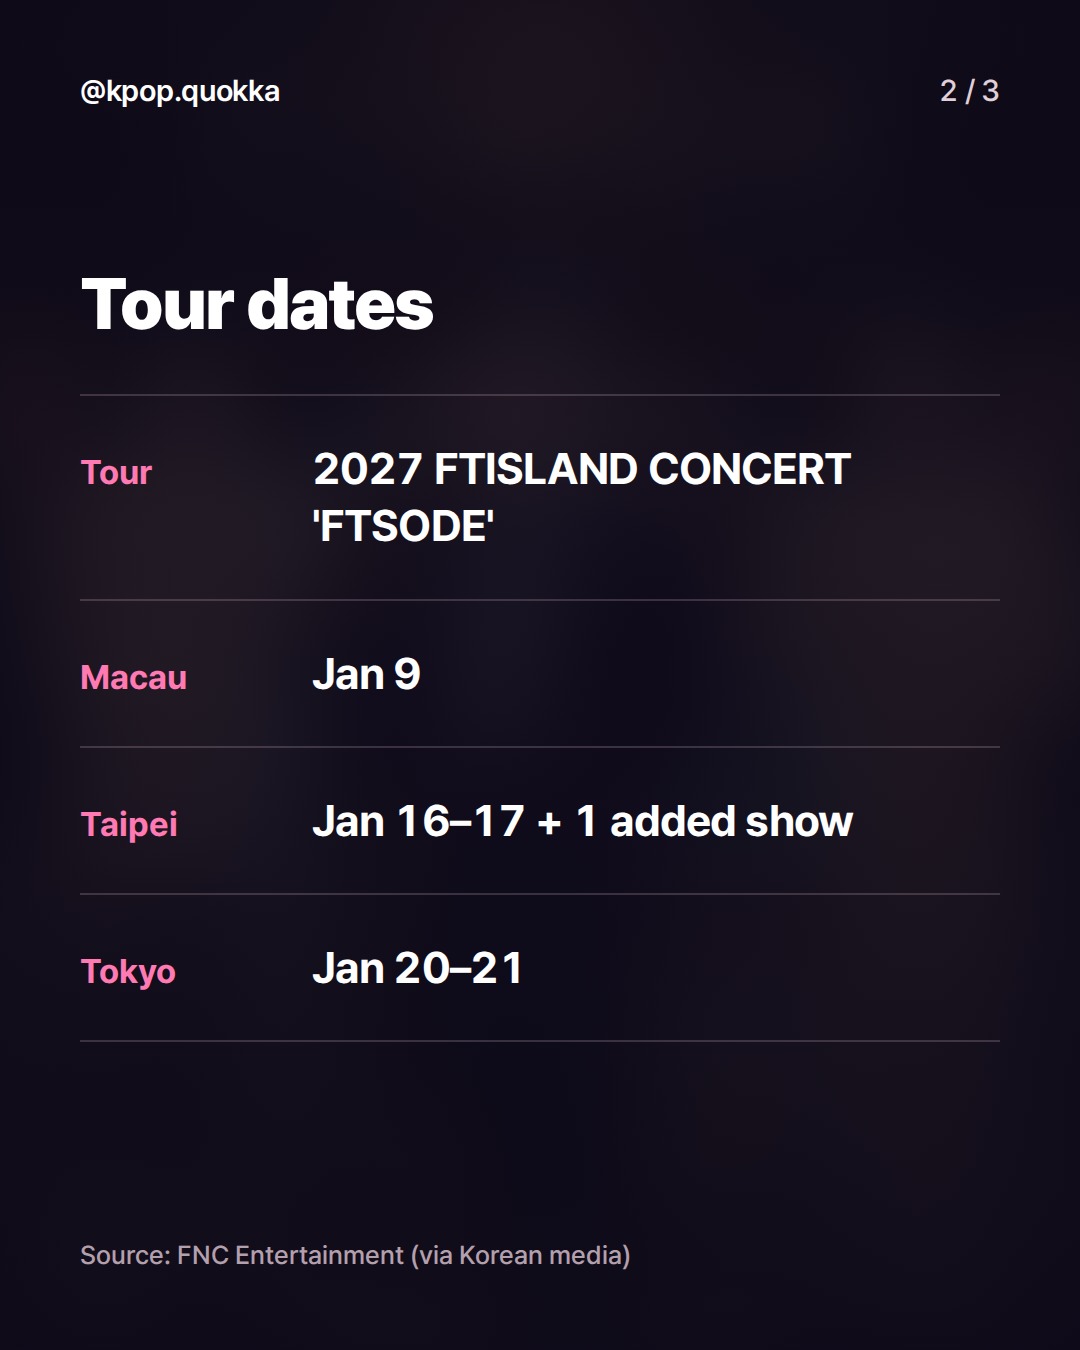 @kpop.quokka
2 / 3
Tour dates
Tour
2027 FTISLAND CONCERT
'FTSODE'
Macau
Jan 9
Taipei
Jan 16–17 + 1 added show
Tokyo
Jan 20–21
Source: FNC Entertainment (via Korean media)